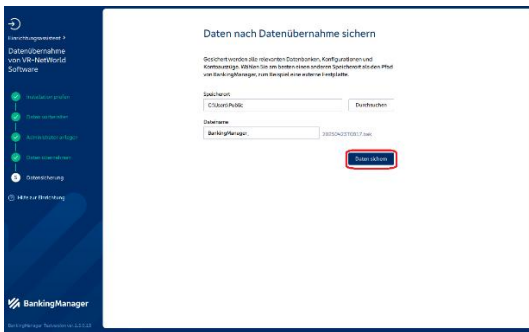 Einrichtungsassistent >
Datenübernahme
von VR-NetWorld
Software
Installation prüfen
Daten vorbereiten
Administrator anlegen
Daten übernehmen
5 Datensicherung
Hilfe zur Einrichtung
BankingManager
Daten nach Datenübernahme sichern
Gesichert werden alle relevanten Datenbanken, Konfigurationen und
Kontoauszüge. Wählen Sie am besten einen anderen Speicherort als den Pfad
von BankingManager, zum Beispiel eine externe Festplatte.
Speicherort
C:\Users\Public
Durchsuchen
Dateiname
BankingManager_
Daten sichern